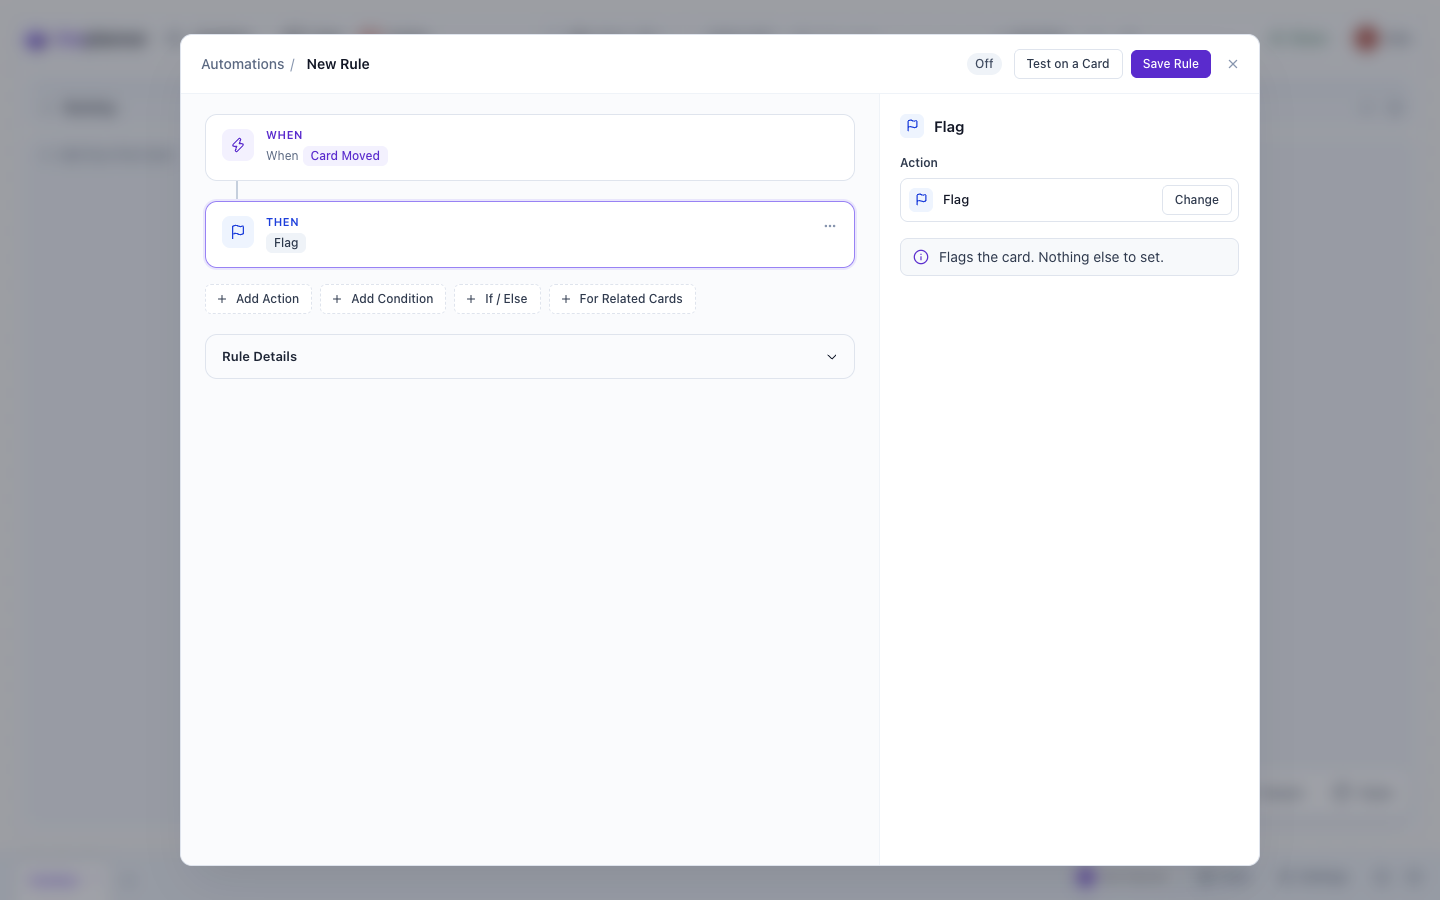 Automations / New Rule
Off
Test on a Card
Save Rule
WHEN
When Card Moved
THEN
Flag
Add Action
Add Condition
If / Else
For Related Cards
Rule Details
Flag
Action
Flag
Change
Flags the card. Nothing else to set.